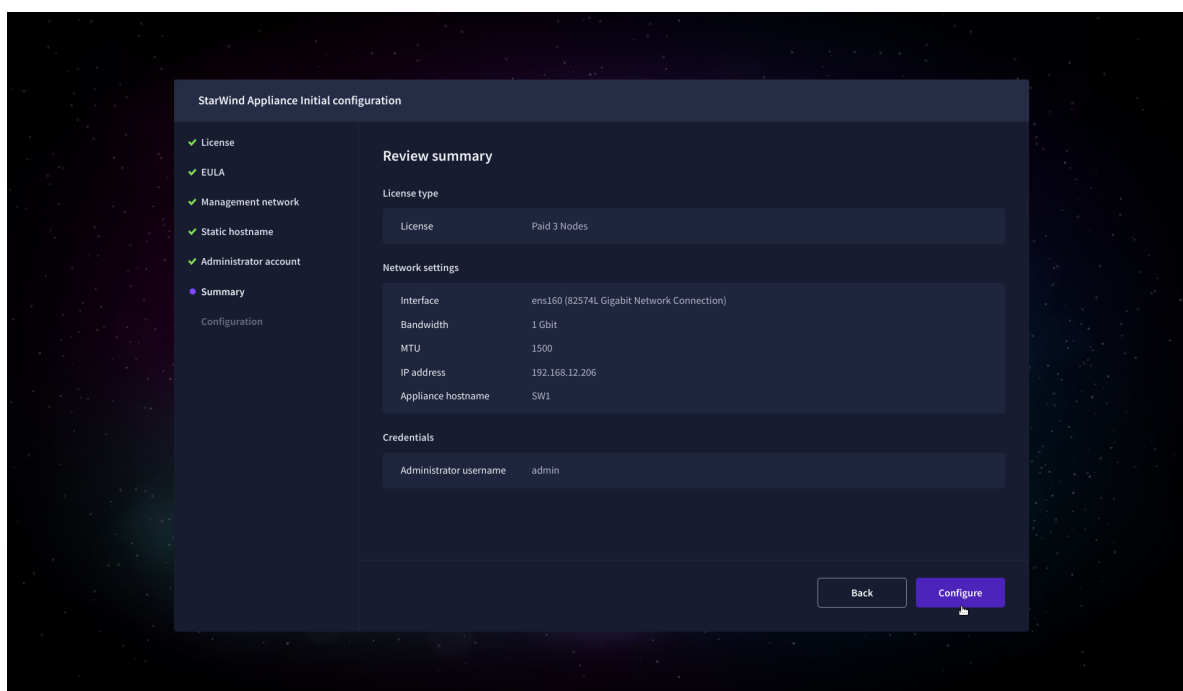 StarWind Appliance Initial configuration
License
EULA
Management network
Static hostname
Administrator account
Summary
Configuration
Review summary
License type
License Paid 3 Nodes
Network settings
Interface ens160 (82574L Gigabit Network Connection)
Bandwidth 1 Gbit
MTU 1500
IP address 192.168.12.206
Appliance hostname SW1
Credentials
Administrator username admin
Back Configure